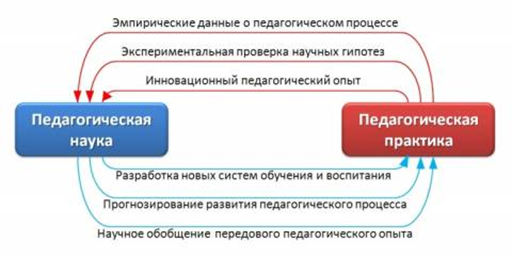 Эмпирические данные о педагогическом процессе
Экспериментальная проверка научных гипотез
Инновационный педагогический опыт
Педагогическая
наука
Педагогическая
практика
Разработка новых систем обучения и воспитания
Прогнозирование развития педагогического процесса
Научное обобщение передового педагогического опыта